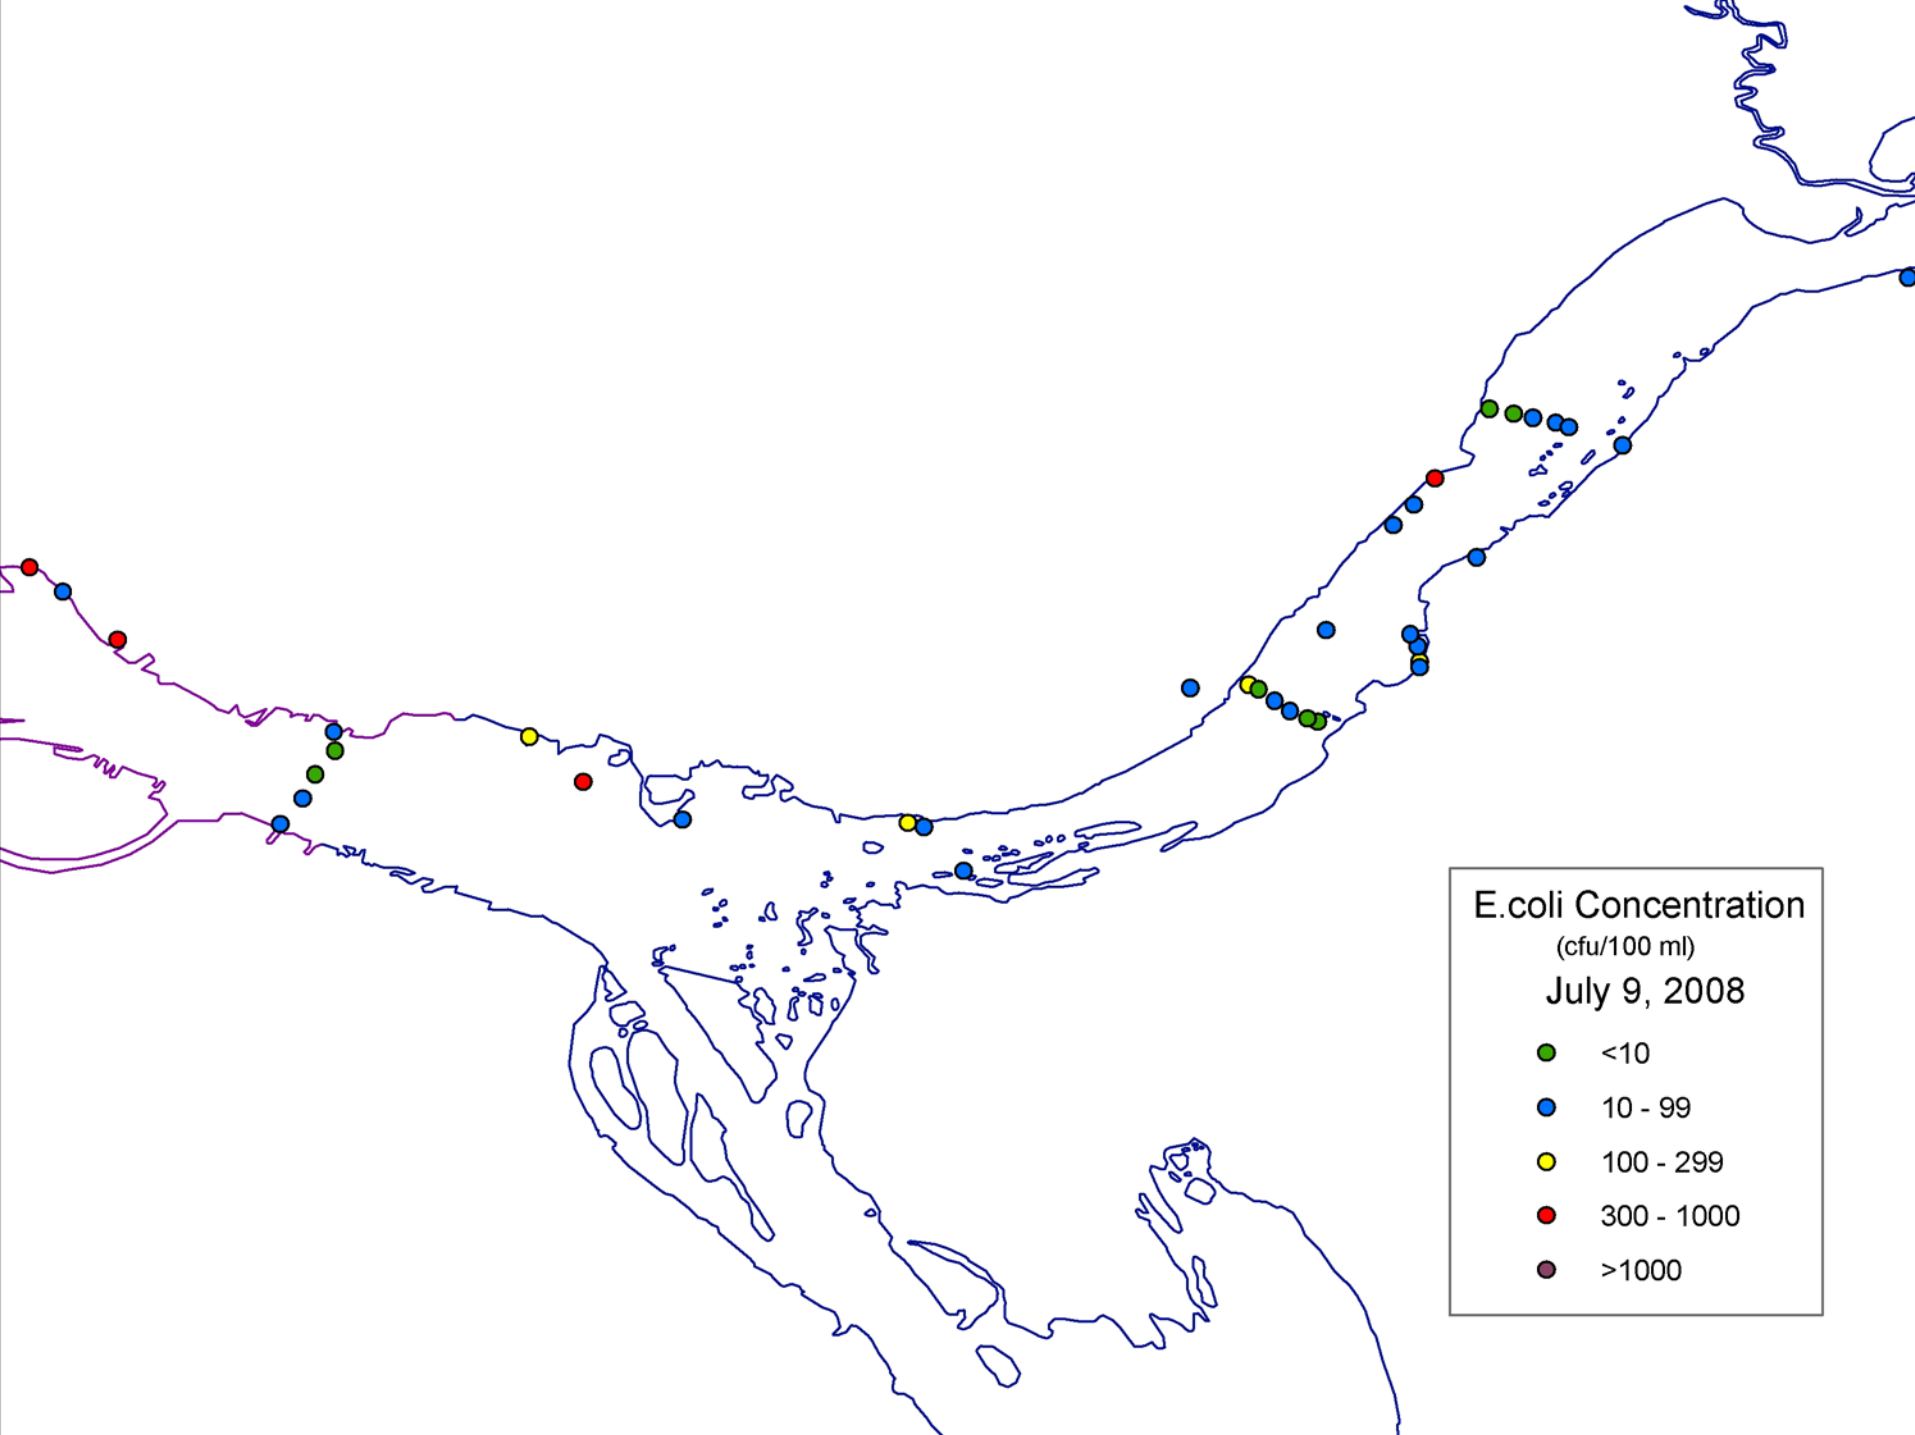 E.coli Concentration
(cfu/100 ml)
July 9, 2008
<10
10 - 99
100 - 299
300 - 1000
>1000